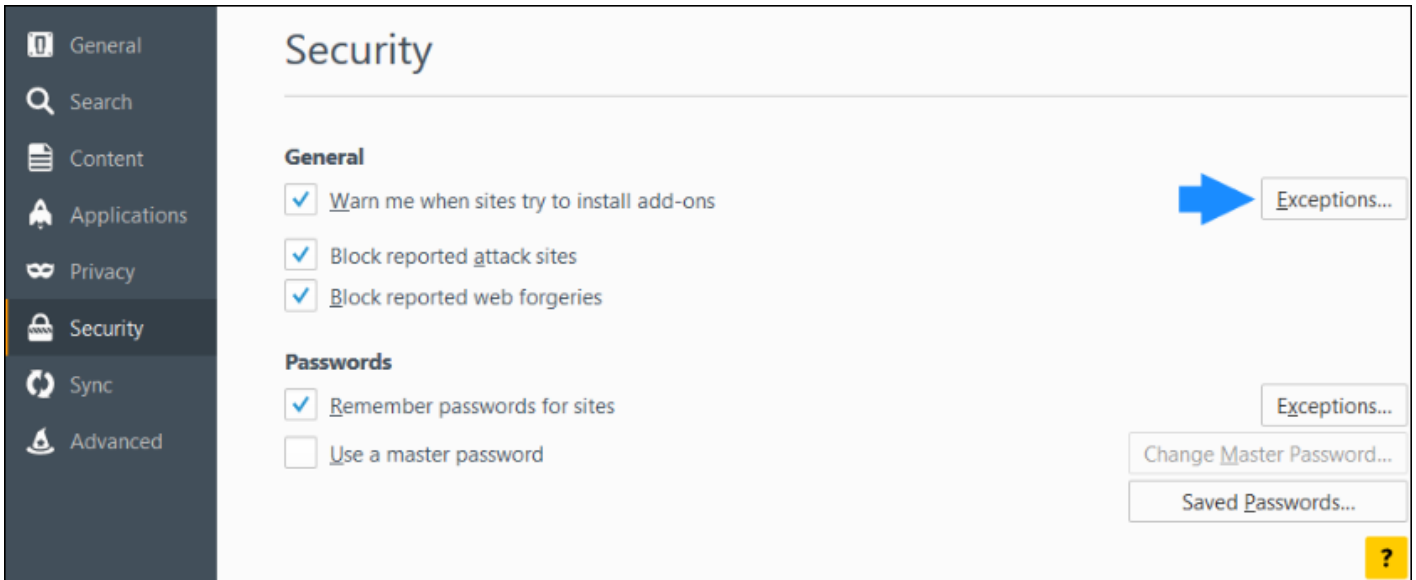 General
Search
Content
Applications
Privacy
Security
Sync
Advanced
Security
General
Warn me when sites try to install add-ons
Exceptions...
Block reported attack sites
Block reported web forgeries
Passwords
Remember passwords for sites
Exceptions...
Use a master password
Change Master Password...
Saved Passwords...
?